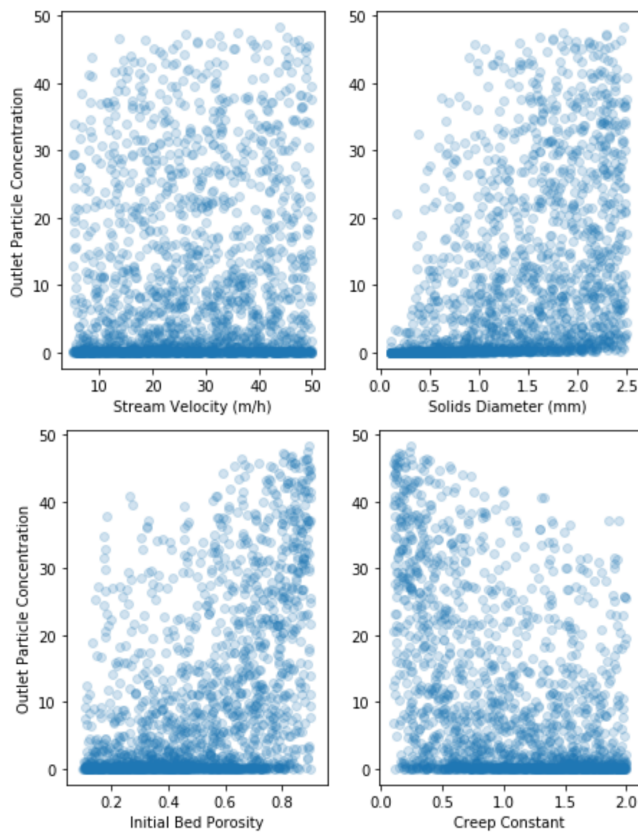 50
40
30
20
10
0
Outlet Particle Concentration
10 20 30 40 50
Stream Velocity (m/h)
50
40
30
20
10
0
0.0 0.5 1.0 1.5 2.0 2.5
Solids Diameter (mm)
50
40
30
20
10
0
Outlet Particle Concentration
0.2 0.4 0.6 0.8
Initial Bed Porosity
50
40
30
20
10
0
0.0 0.5 1.0 1.5 2.0
Creep Constant